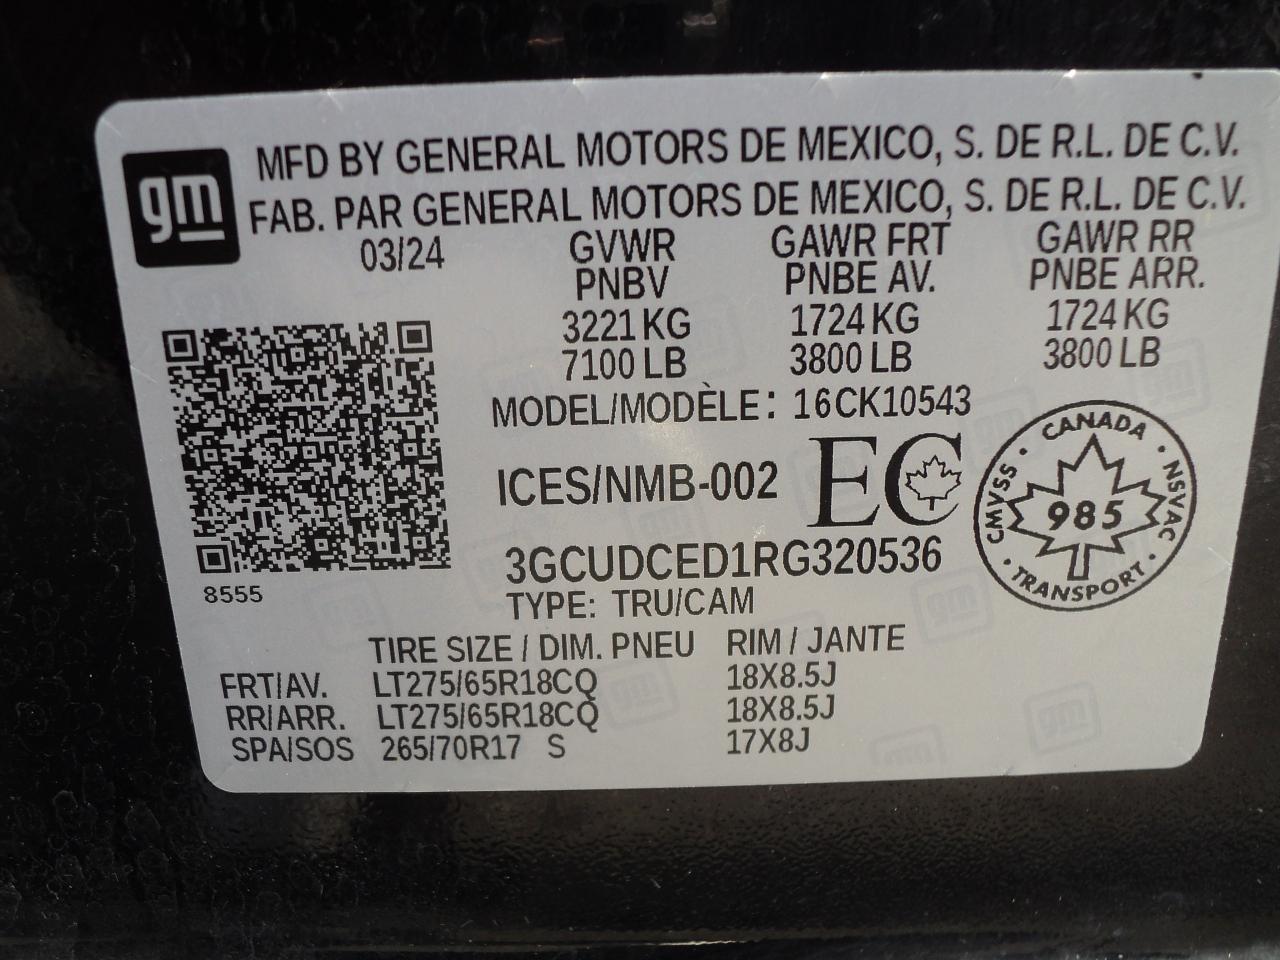 gm
MFD BY GENERAL MOTORS DE MEXICO, S. DE R.L. DE C.V.
FAB. PAR GENERAL MOTORS DE MEXICO, S. DE R.L. DE C.V.
03/24 GVWR GAWR FRT GAWR RR
PNBV PNBE AV. PNBE ARR.
3221 KG 1724 KG 1724 KG
7100 LB 3800 LB 3800 LB
MODEL/MODÈLE: 16CK10543
ICES/NMB-002 EC
CANADA
CMVSS 985 NSVAC
TRANSPORT
3GCUDCED1RG320536
8555
TYPE: TRU/CAM
TIRE SIZE / DIM. PNEU RIM / JANTE
FRT/AV. LT275/65R18CQ 18X8.5J
RR/ARR. LT275/65R18CQ 18X8.5J
SPA/SOS 265/70R17 S 17X8J